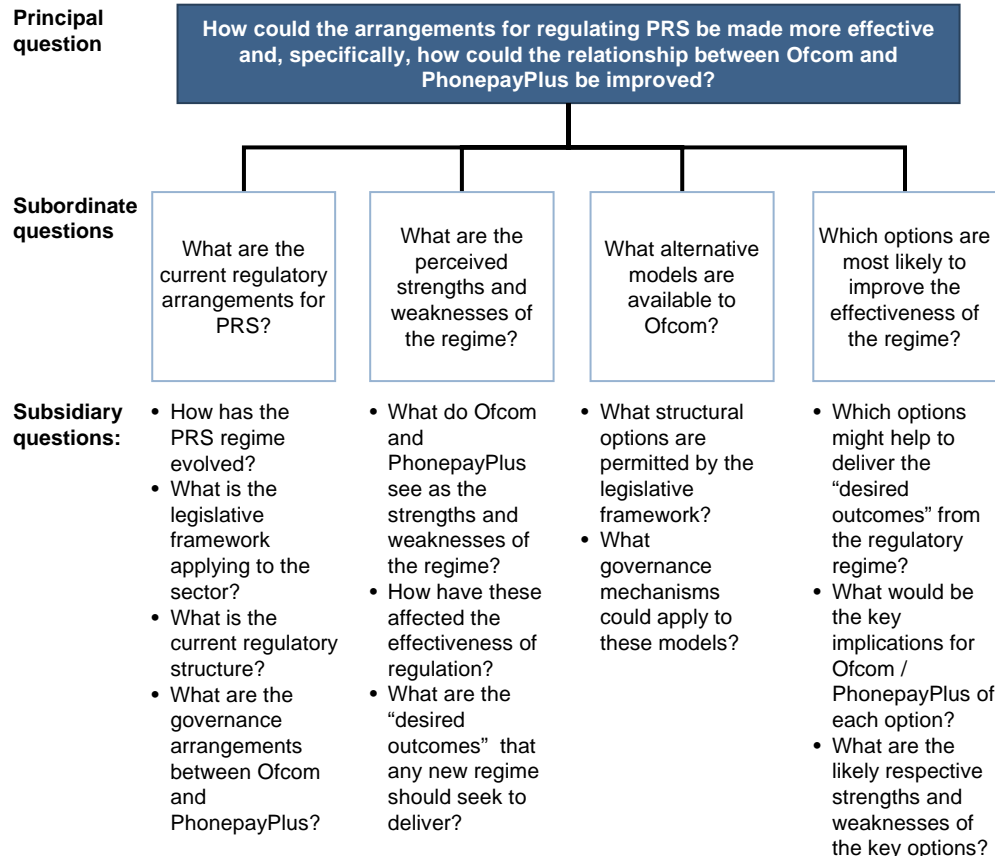 Principal
question
How could the arrangements for regulating PRS be made more effective
and, specifically, how could the relationship between Ofcom and
PhonepayPlus be improved?
Subordinate
questions
What are the
current regulatory
arrangements for
PRS?
What are the
perceived
strengths and
weaknesses of
the regime?
What alternative
models are
available to
Ofcom?
Which options are
most likely to
improve the
effectiveness of
the regime?
Subsidiary
questions:
• How has the
PRS regime
evolved?
• What is the
legislative
framework
applying to the
sector?
• What is the
current regulatory
structure?
• What are the
governance
arrangements
between Ofcom
and
PhonepayPlus?
• What do Ofcom
and
PhonepayPlus
see as the
strengths and
weaknesses of
the regime?
• How have these
affected the
effectiveness of
regulation?
• What are the
“desired
outcomes” that
any new regime
should seek to
deliver?
• What structural
options are
permitted by the
legislative
framework?
• What
governance
mechanisms
could apply to
these models?
• Which options
might help to
deliver the
“desired
outcomes” from
the regulatory
regime?
• What would be
the key
implications for
Ofcom /
PhonepayPlus of
each option?
• What are the
likely respective
strengths and
weaknesses of
the key options?